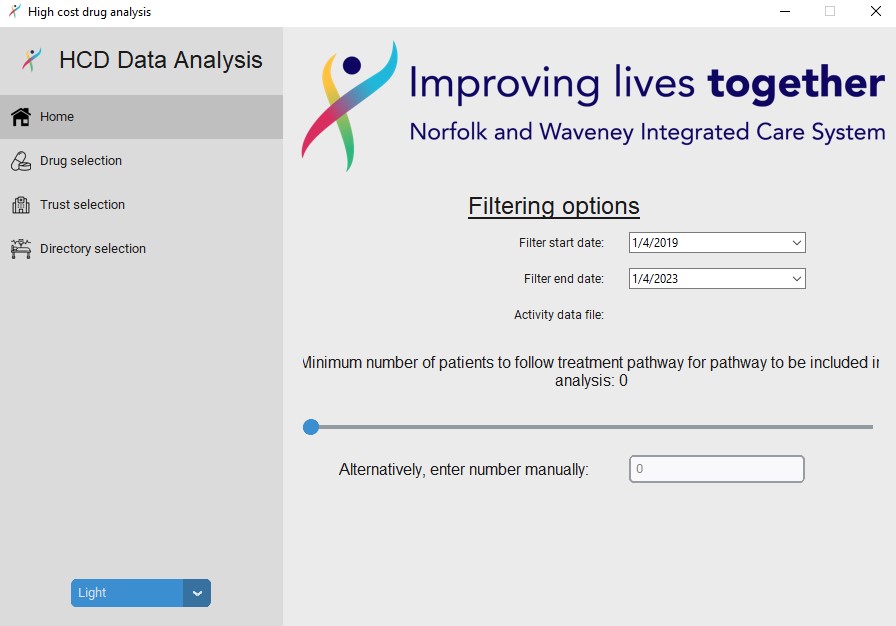 High cost drug analysis
HCD Data Analysis
Home
Drug selection
Trust selection
Directory selection
Light
Improving lives together
Norfolk and Waveney Integrated Care System
Filtering options
Filter start date: 1/4/2019
Filter end date: 1/4/2023
Activity data file:
Minimum number of patients to follow treatment pathway for pathway to be included in
analysis: 0
Alternatively, enter number manually: 0